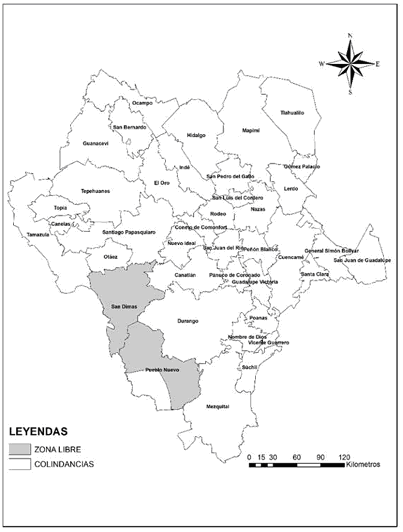 N
W E
S
Ocampo
Tlahualilo
San Bernardo
Hidalgo
Mapimí
Guanaceví
Indé
Gómez Palacio
San Pedro del Gallo
El Oro
Lerdo
Tepehuanes
San Luis del Cordero
Topia
Rodeo
Nazas
Canelas
Coneto de Comonfort
Tamazula
Santiago Papasquiaro
Nuevo Ideal
San Juan del Río
Peñón Blanco
General Simón Bolívar
Cuencamé
San Juan de Guadalupe
Otáez
Canatlán
Pánuco de Coronado
Santa Clara
Guadalupe Victoria
San Dimas
Durango
Poanas
Nombre de Dios
Vicente Guerrero
Pueblo Nuevo
Súchil
Mezquital
LEYENDAS
ZONA LIBRE
COLINDANCIAS
0 15 30 60 90 120
Kilometros